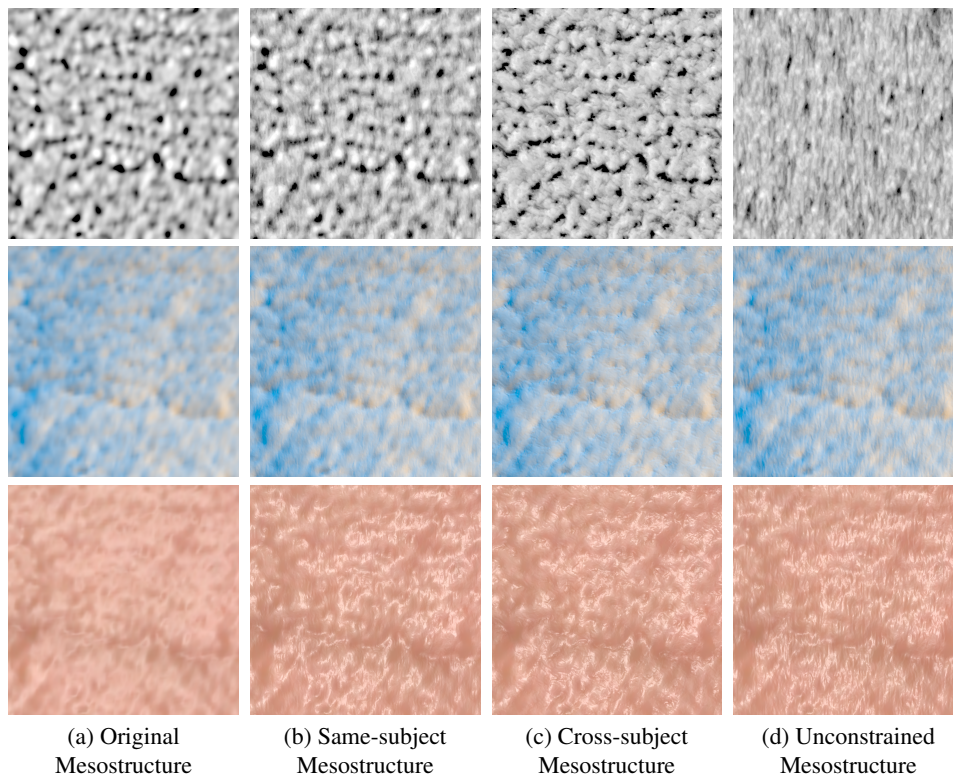 (a) Original
Mesostructure
(b) Same-subject
Mesostructure
(c) Cross-subject
Mesostructure
(d) Unconstrained
Mesostructure